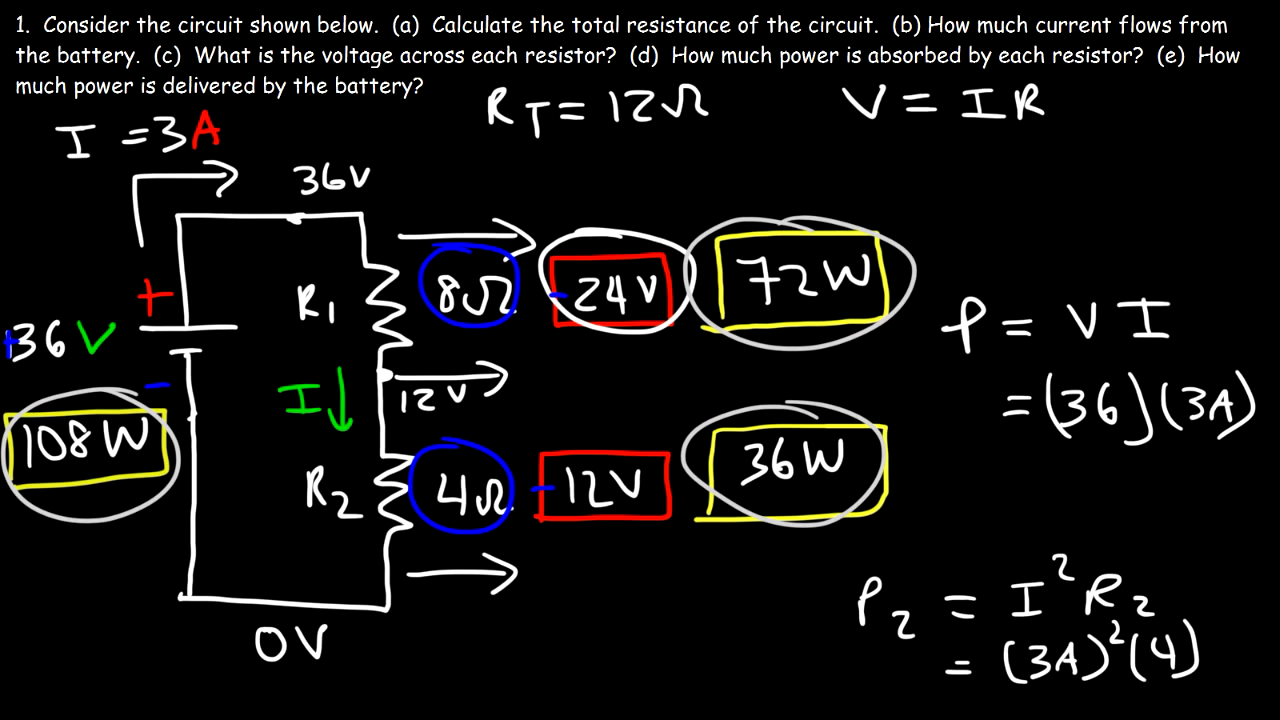 1. Consider the circuit shown below. (a) Calculate the total resistance of the circuit. (b) How much current flows from
the battery. (c) What is the voltage across each resistor? (d) How much power is absorbed by each resistor? (e) How
much power is delivered by the battery?
R_T = 12Ω
V = IR
I = 3A
36V
R1
8Ω
-24V
72W
+
+36V
-
P = VI
= (36)(3A)
I
12V
108W
R2
4Ω
-12V
36W
P2 = I²R2
= (3A)²(4)
0V